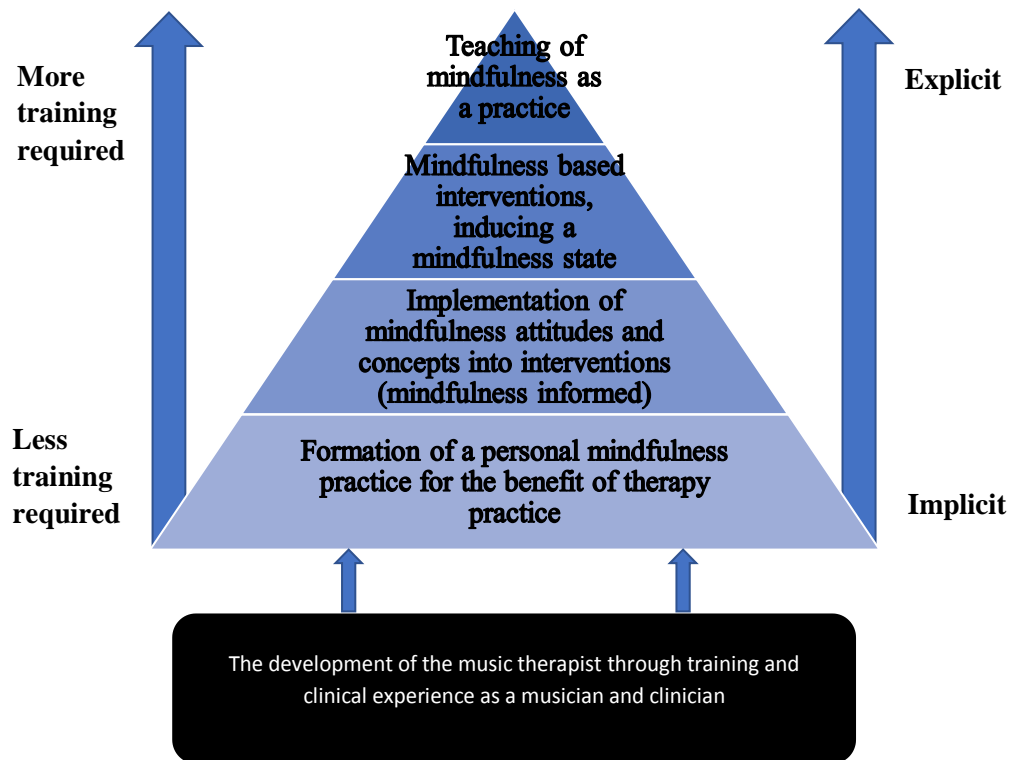 Teaching of
mindfulness as
a practice
More
training
required
Explicit
Mindfulness based
interventions,
inducing a
mindfulness state
Implementation of
mindfulness attitudes and
concepts into interventions
(mindfulness informed)
Less
training
required
Formation of a personal mindfulness
practice for the benefit of therapy
practice
Implicit
The development of the music therapist through training and
clinical experience as a musician and clinician